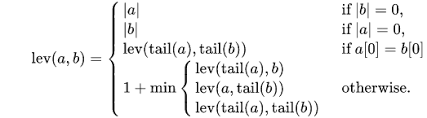 |a| if |b| = 0,
|b| if |a| = 0,
lev(a, b) = lev(tail(a), tail(b)) if a[0] = b[0]
lev(tail(a), b)
1 + min lev(a, tail(b)) otherwise.
lev(tail(a), tail(b))